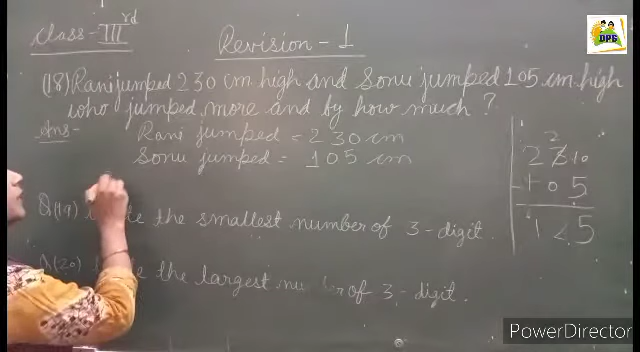 Class - III rd
Revision - 1
DPG
(18) Rani jumped 230 cm high and Sonu jumped 105 cm high
who jumped more and by how much ?
Ans -
Rani jumped = 230 cm
Sonu jumped = 105 cm
2
2 3 10
- 1 0 5
1 2 5
Q(19) the smallest number of 3 - digit.
Q(20) the largest of 3 - digit.
PowerDirector